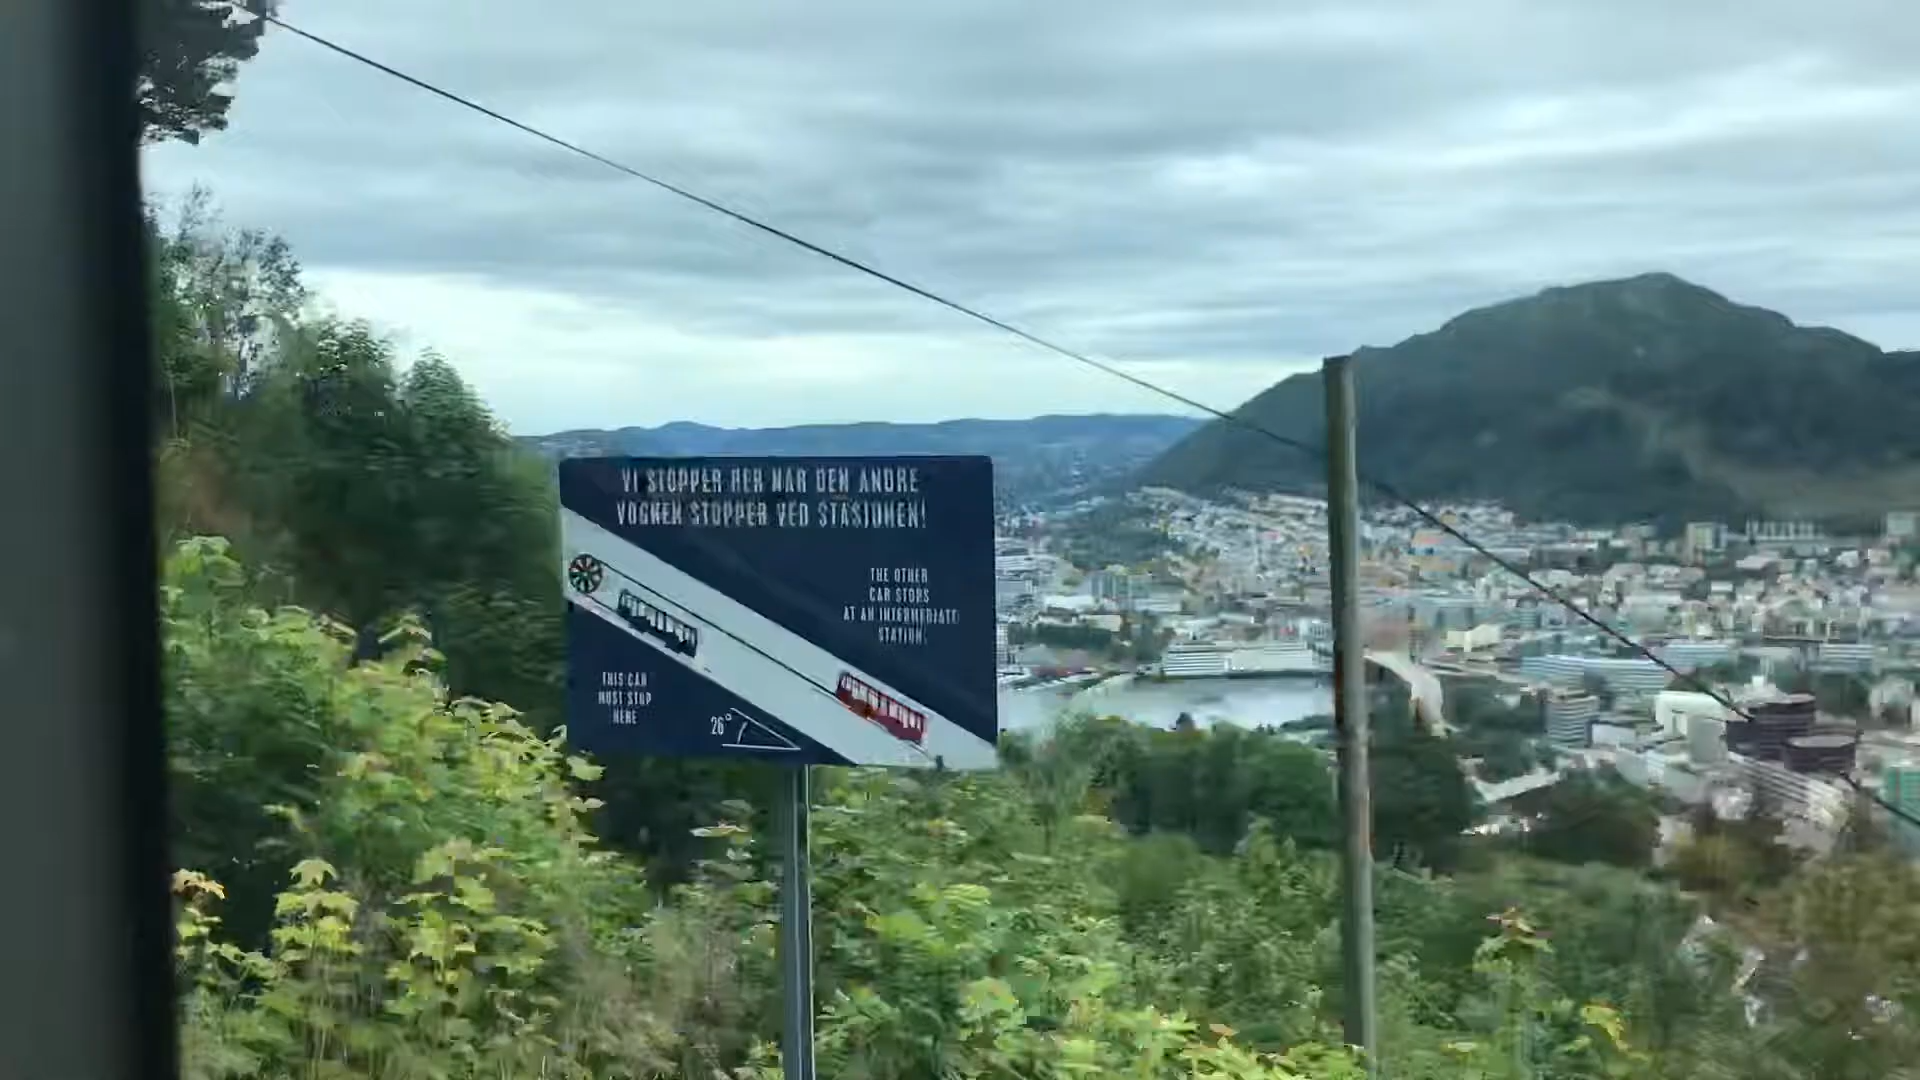 VI STOPPER HER NÅR DEN ANDRE
VOGNEN STOPPER VED STASJONEN!
THE OTHER
CAR STOPS
AT AN INTERMEDIATE
STATION.
THIS CAR
MUST STOP
HERE
26°